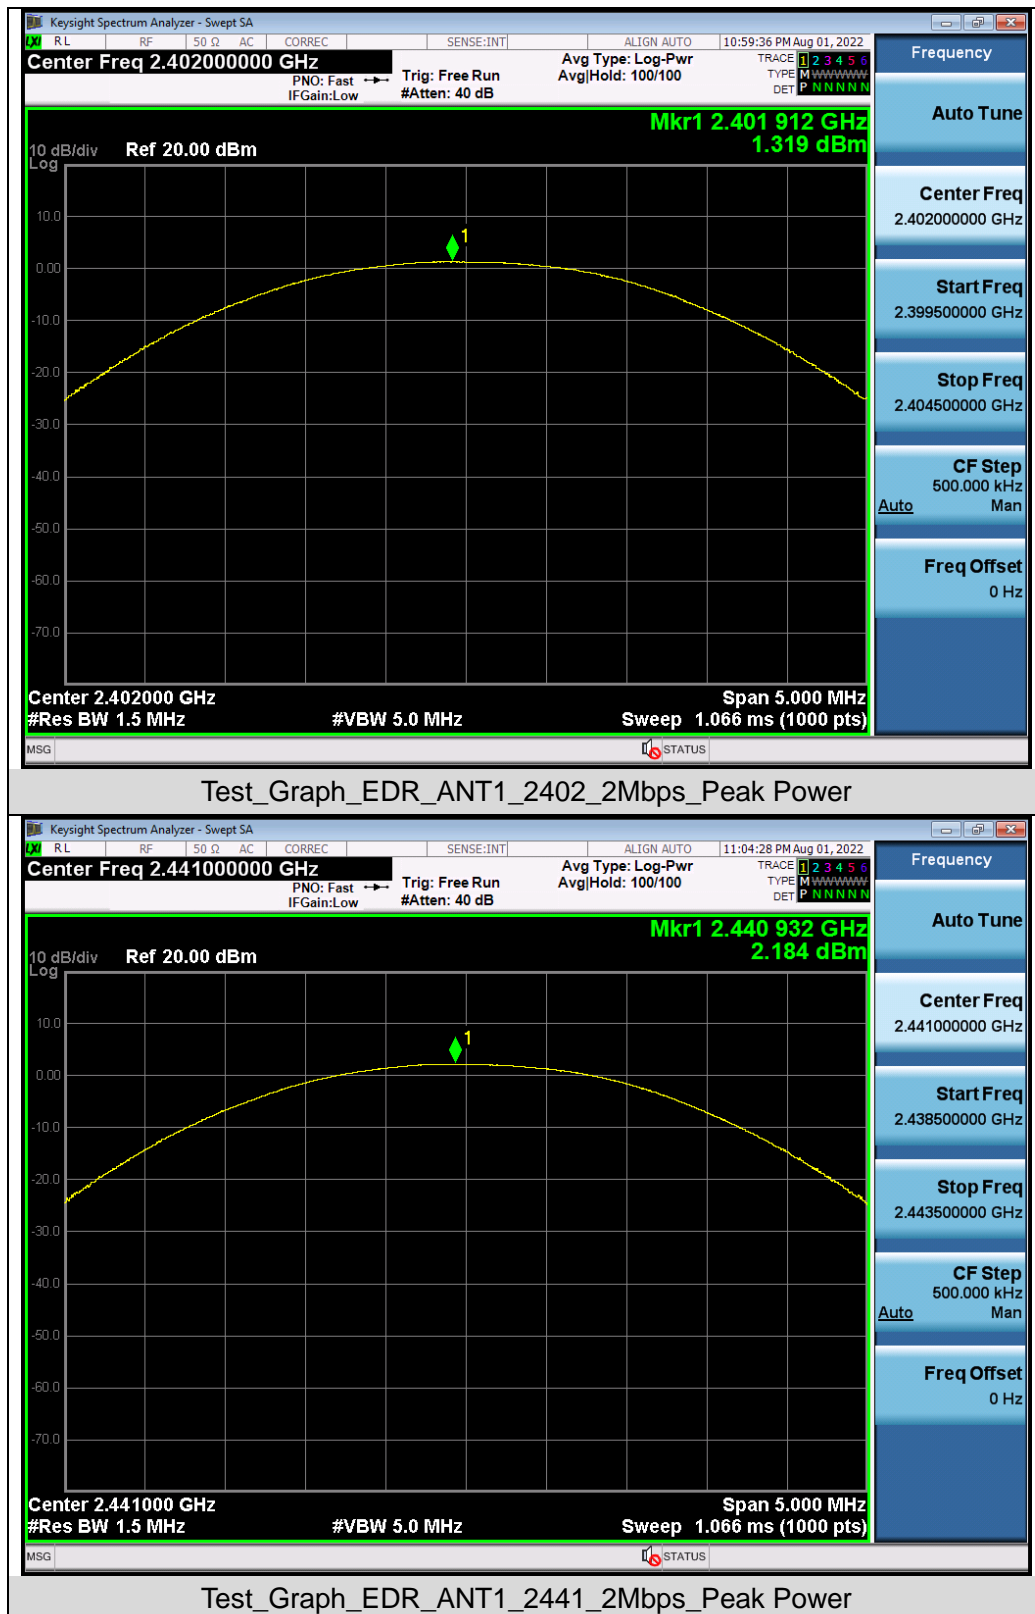 Keysight Spectrum Analyzer - Swept SA
LXI RL RF 50 Ω AC CORREC SENSE:INT ALIGN AUTO 10:59:36 PM Aug 01, 2022
Center Freq 2.402000000 GHz
PNO: Fast
IFGain:Low
Trig: Free Run
#Atten: 40 dB
Avg Type: Log-Pwr
Avg|Hold: 100/100
TRACE 1 2 3 4 5 6
TYPE M WWWWW
DET P N N N N N
Mkr1 2.401 912 GHz
1.319 dBm
10 dB/div Ref 20.00 dBm
Log
10.0
0.00
-10.0
-20.0
-30.0
-40.0
-50.0
-60.0
-70.0
1
Center 2.402000 GHz Span 5.000 MHz
#Res BW 1.5 MHz #VBW 5.0 MHz Sweep 1.066 ms (1000 pts)
MSG STATUS
Frequency
Auto Tune
Center Freq
2.402000000 GHz
Start Freq
2.399500000 GHz
Stop Freq
2.404500000 GHz
CF Step
500.000 kHz
Auto Man
Freq Offset
0 Hz
Test_Graph_EDR_ANT1_2402_2Mbps_Peak Power
Keysight Spectrum Analyzer - Swept SA
LXI RL RF 50 Ω AC CORREC SENSE:INT ALIGN AUTO 11:04:28 PM Aug 01, 2022
Center Freq 2.441000000 GHz
PNO: Fast
IFGain:Low
Trig: Free Run
#Atten: 40 dB
Avg Type: Log-Pwr
Avg|Hold: 100/100
TRACE 1 2 3 4 5 6
TYPE M WWWWW
DET P N N N N N
Mkr1 2.440 932 GHz
2.184 dBm
10 dB/div Ref 20.00 dBm
Log
10.0
0.00
-10.0
-20.0
-30.0
-40.0
-50.0
-60.0
-70.0
1
Center 2.441000 GHz Span 5.000 MHz
#Res BW 1.5 MHz #VBW 5.0 MHz Sweep 1.066 ms (1000 pts)
MSG STATUS
Frequency
Auto Tune
Center Freq
2.441000000 GHz
Start Freq
2.438500000 GHz
Stop Freq
2.443500000 GHz
CF Step
500.000 kHz
Auto Man
Freq Offset
0 Hz
Test_Graph_EDR_ANT1_2441_2Mbps_Peak Power